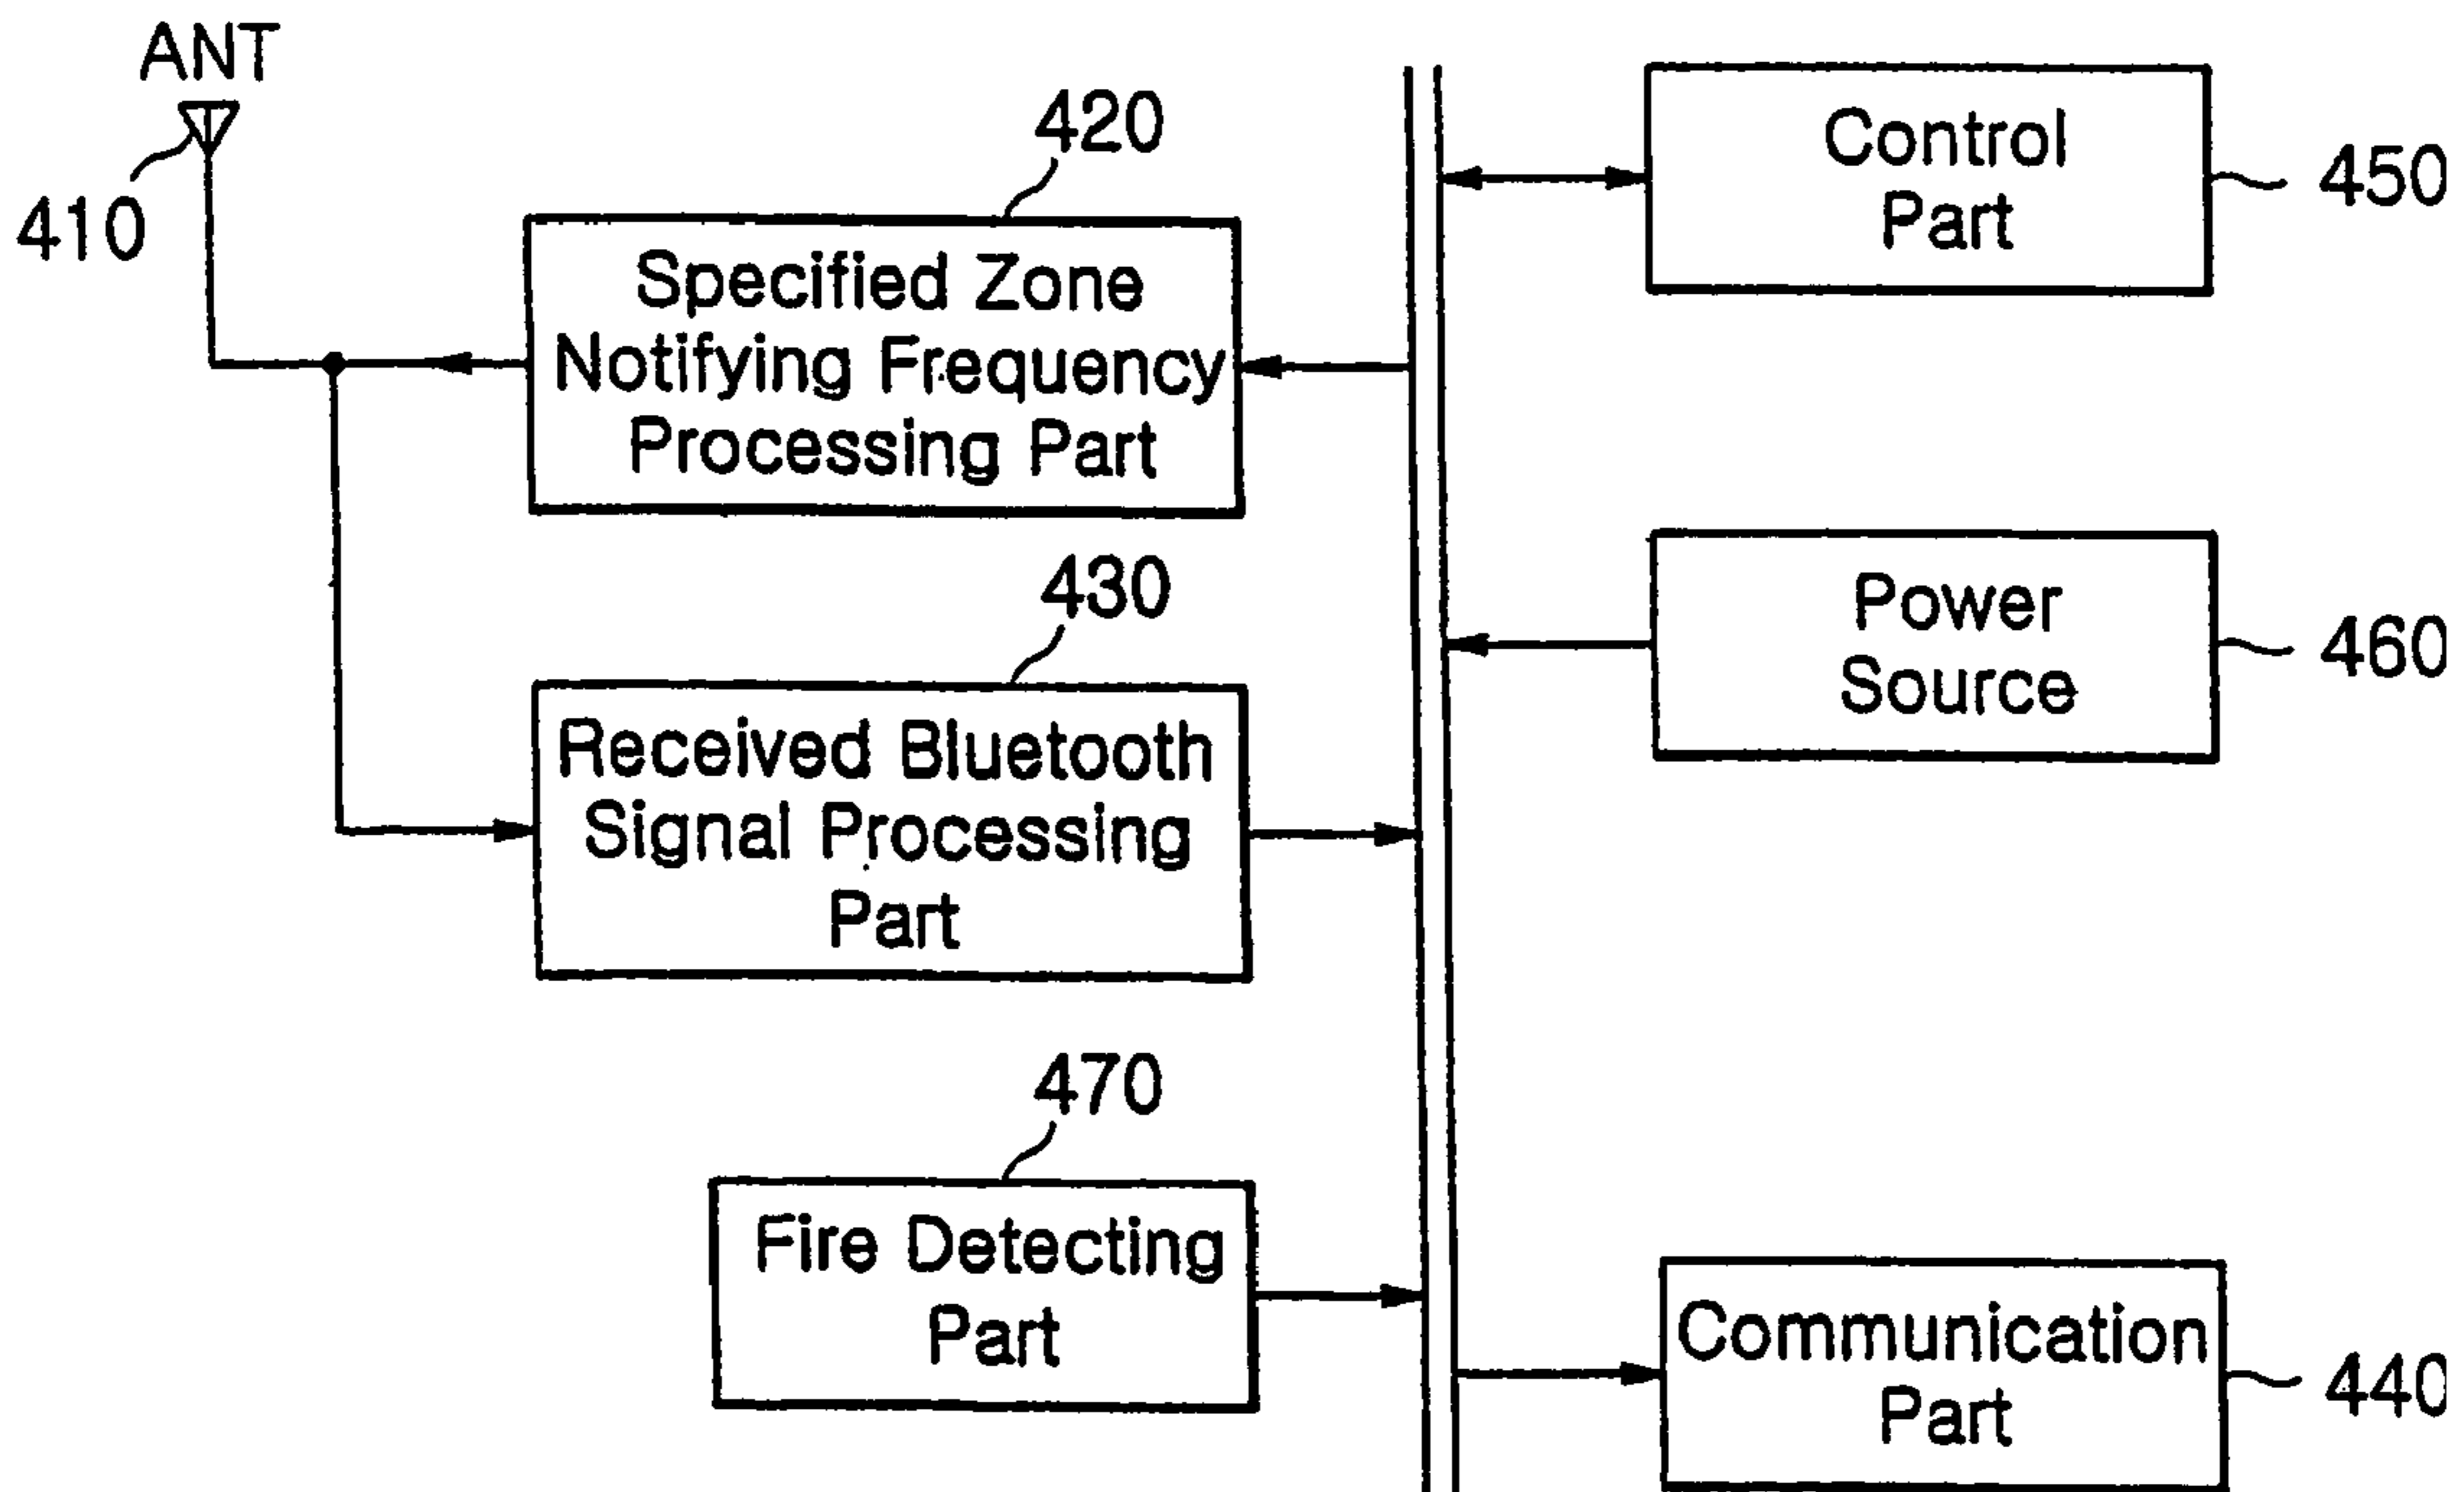 ANT
410
420
Specified Zone
Notifying Frequency
Processing Part
430
Received Bluetooth
Signal Processing
Part
470
Fire Detecting
Part
Control
Part
450
Power
Source
460
Communication
Part
440